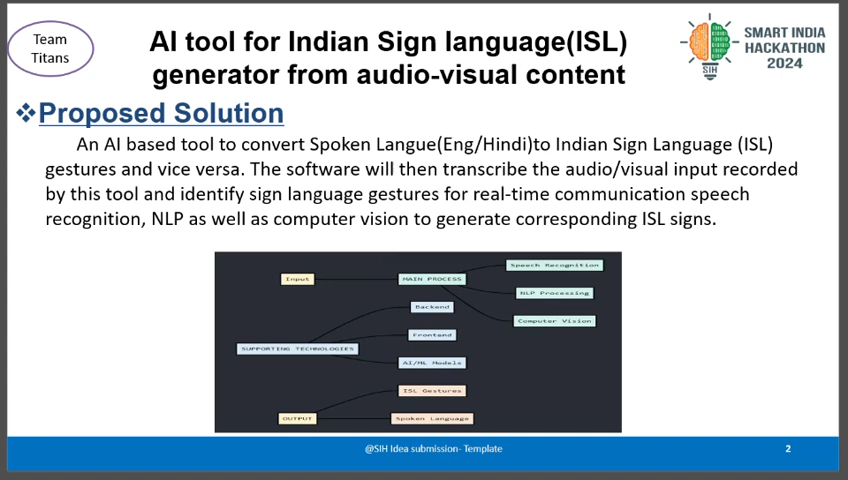 Team
Titans
AI tool for Indian Sign language(ISL)
generator from audio-visual content
SMART INDIA
HACKATHON
2024
SIH
❖Proposed Solution
An AI based tool to convert Spoken Langue(Eng/Hindi)to Indian Sign Language (ISL)
gestures and vice versa. The software will then transcribe the audio/visual input recorded
by this tool and identify sign language gestures for real-time communication speech
recognition, NLP as well as computer vision to generate corresponding ISL signs.
Speech Recognition
Input
MAIN PROCESS
NLP Processing
Backend
Computer Vision
Frontend
SUPPORTING TECHNOLOGIES
AI/ML Models
ISL Gestures
OUTPUT
Spoken Language
@SIH Idea submission- Template
2